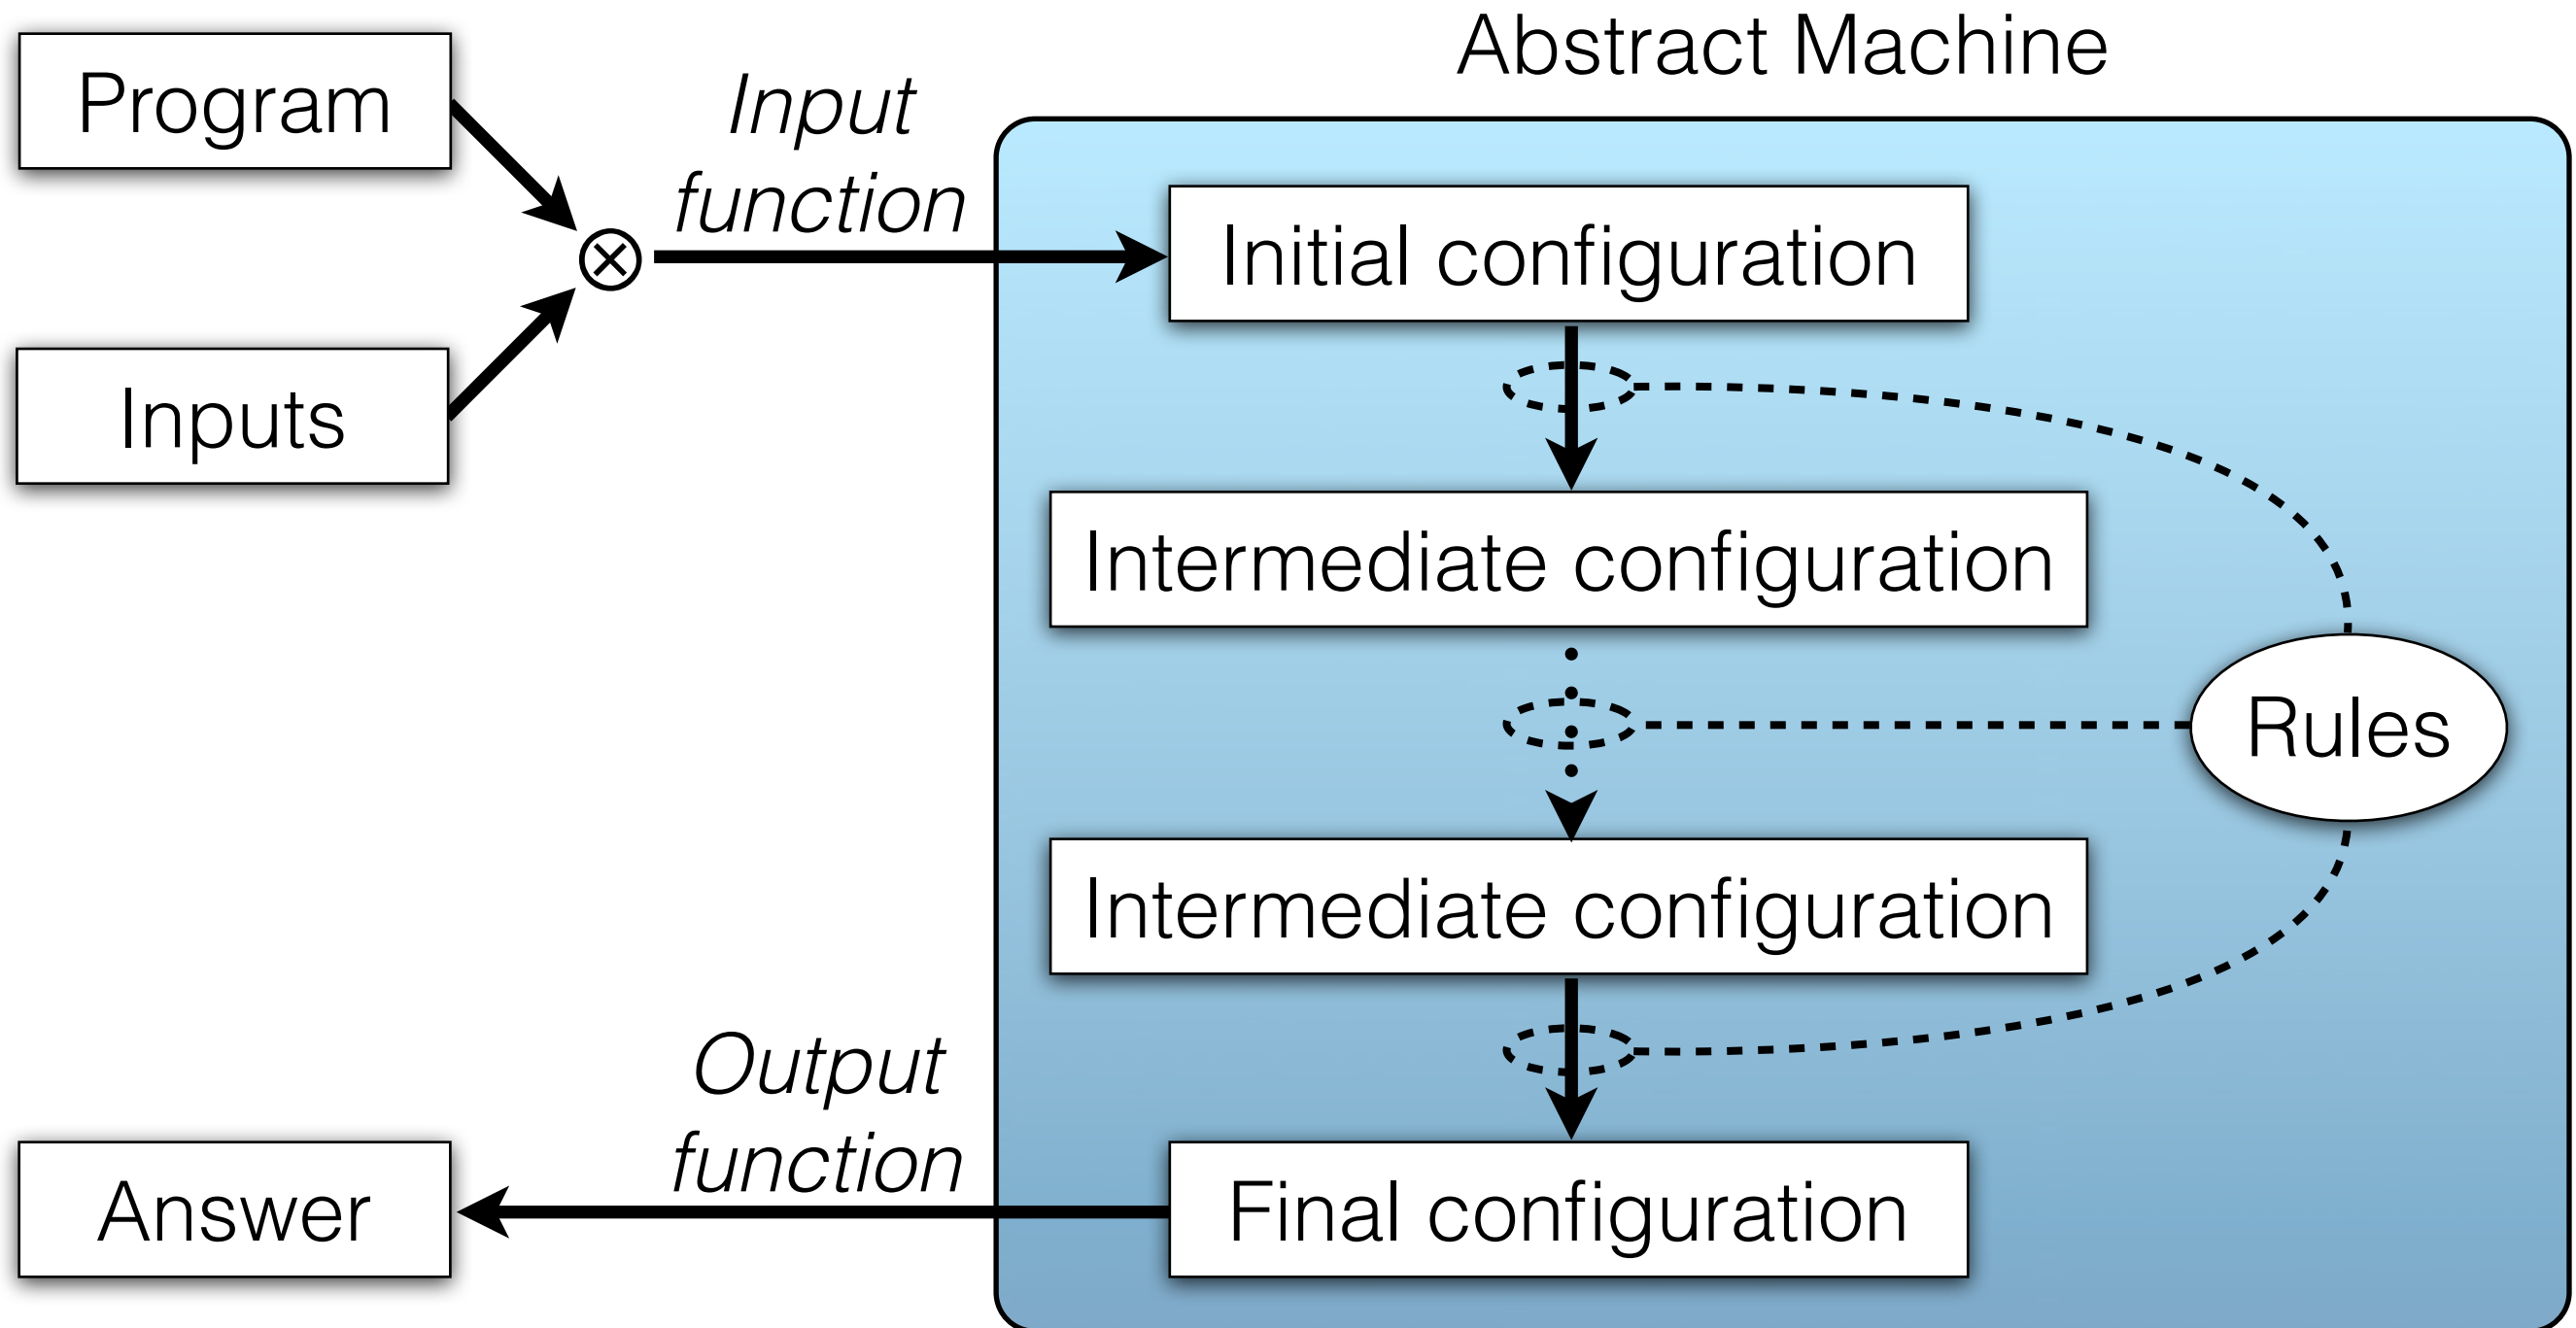 Abstract Machine
Program
Input
function
Initial configuration
Inputs
Intermediate configuration
Rules
Intermediate configuration
Output
function
Answer
Final configuration